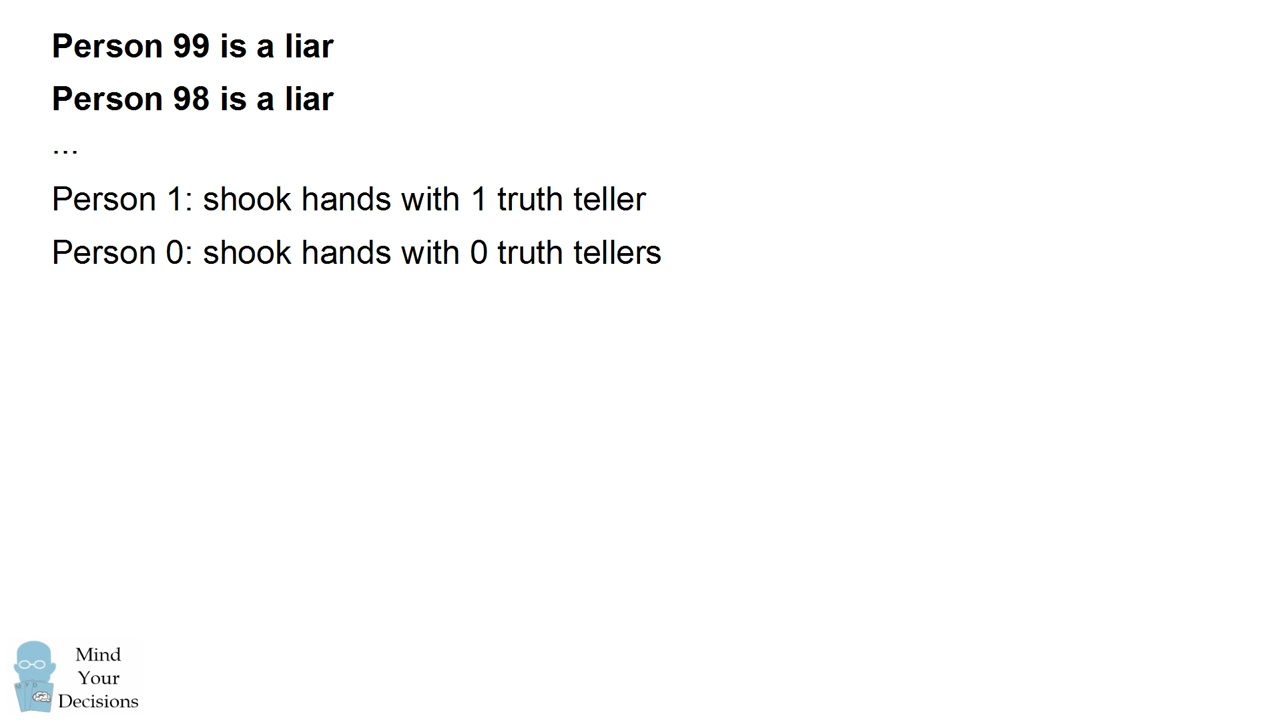 Person 99 is a liar
Person 98 is a liar
...
Person 1: shook hands with 1 truth teller
Person 0: shook hands with 0 truth tellers
Mind
Your
Decisions